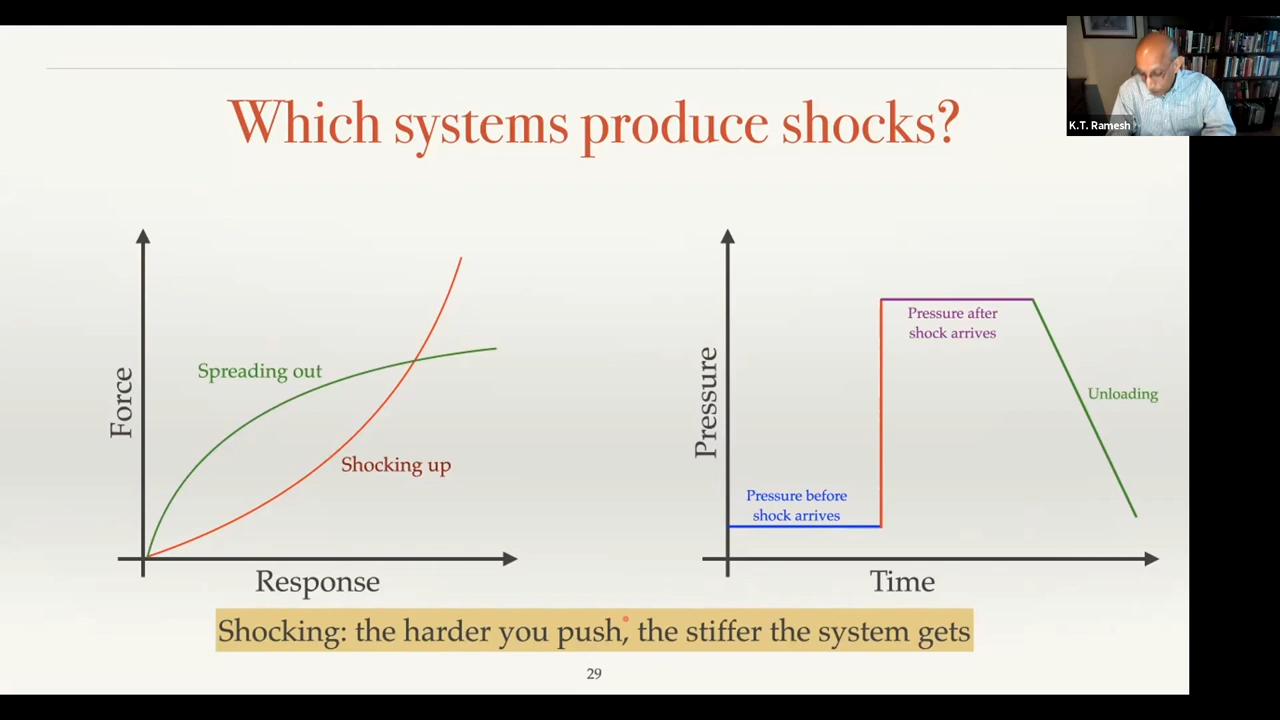 K.T. Ramesh
Which systems produce shocks?
Force
Spreading out
Shocking up
Response
Pressure
Pressure before
shock arrives
Pressure after
shock arrives
Unloading
Time
Shocking: the harder you push, the stiffer the system gets
29